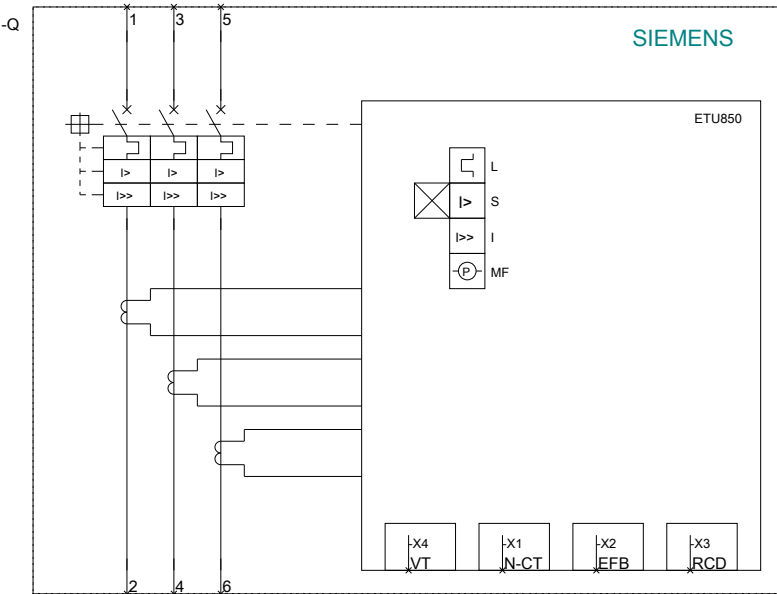 -Q
1 3 5
SIEMENS
ETU850
I> I> I>
I>> I>> I>>
L
I> S
I>> I
P MF
-X4 -X1 -X2 -X3
VT N-CT EFB RCD
2 4 6